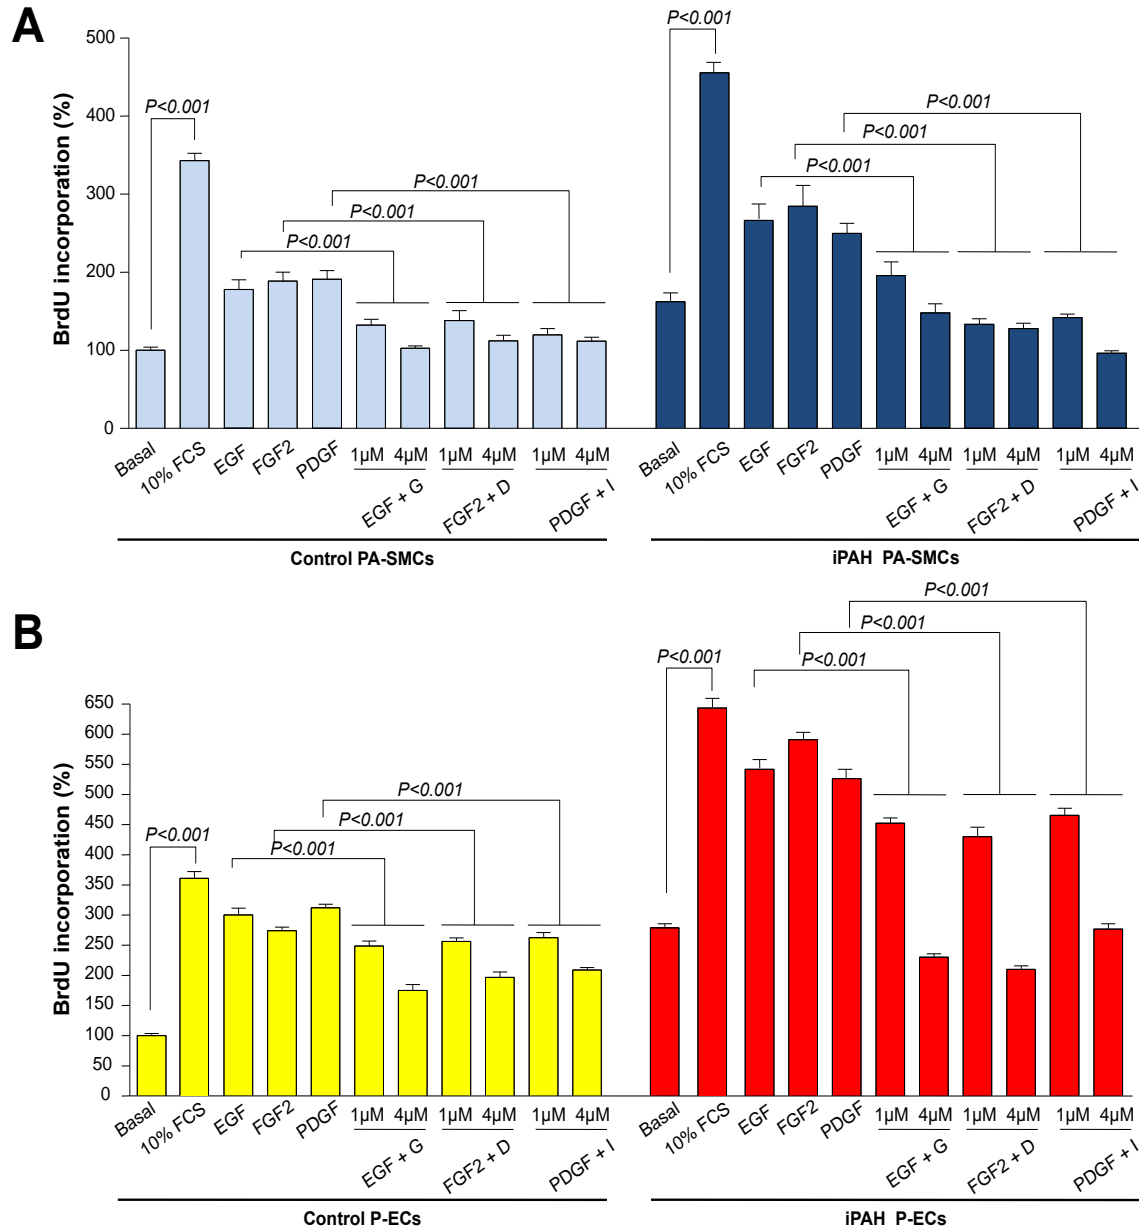 A
BrdU incorporation (%)
500
400
300
200
100
0
P<0.001
P<0.001
P<0.001
P<0.001
P<0.001
P<0.001
P<0.001
P<0.001
Basal
10% FCS
EGF
FGF2
PDGF
1µM 4µM 1µM 4µM 1µM 4µM
EGF + G
FGF2 + D
PDGF + I
Control PA-SMCs
Basal
10% FCS
EGF
FGF2
PDGF
1µM 4µM 1µM 4µM 1µM 4µM
EGF + G
FGF2 + D
PDGF + I
iPAH PA-SMCs
B
BrdU incorporation (%)
650
600
550
500
450
400
350
300
250
200
150
100
50
0
P<0.001
P<0.001
P<0.001
P<0.001
P<0.001
P<0.001
P<0.001
P<0.001
Basal
10% FCS
EGF
FGF2
PDGF
1µM 4µM 1µM 4µM 1µM 4µM
EGF + G
FGF2 + D
PDGF + I
Control P-ECs
Basal
10% FCS
EGF
FGF2
PDGF
1µM 4µM 1µM 4µM 1µM 4µM
EGF + G
FGF2 + D
PDGF + I
iPAH P-ECs